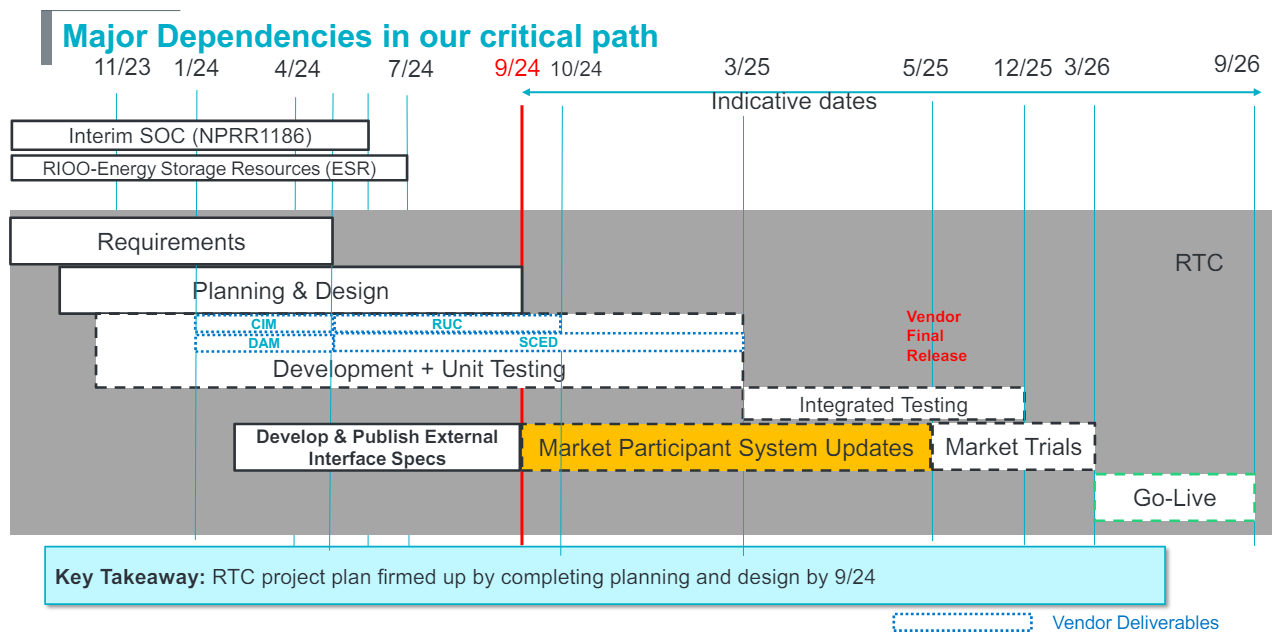 Major Dependencies in our critical path
11/23 1/24 4/24 7/24 9/24 10/24 3/25 5/25 12/25 3/26 9/26
Indicative dates
Interim SOC (NPRR1186)
RIOO-Energy Storage Resources (ESR)
Requirements
RTC
Planning & Design
CIM RUC
DAM SCED
Development + Unit Testing
Vendor
Final
Release
Integrated Testing
Develop & Publish External
Interface Specs
Market Participant System Updates
Market Trials
Go-Live
Key Takeaway: RTC project plan firmed up by completing planning and design by 9/24
Vendor Deliverables